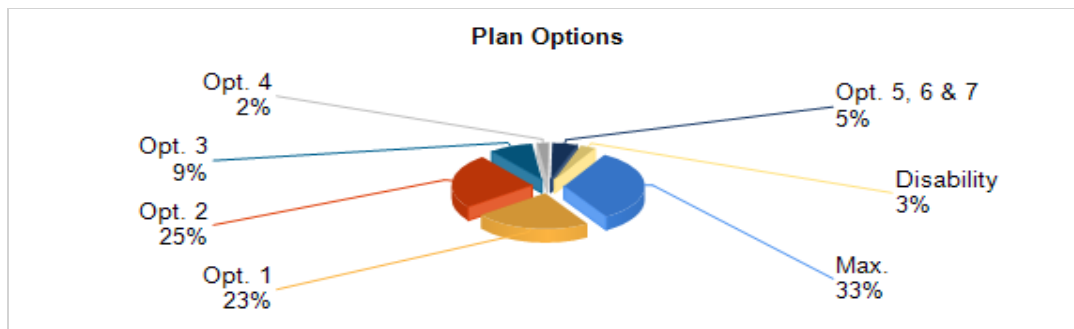 Plan Options
Opt. 4
2%
Opt. 5, 6 & 7
5%
Opt. 3
9%
Disability
3%
Opt. 2
25%
Max.
33%
Opt. 1
23%